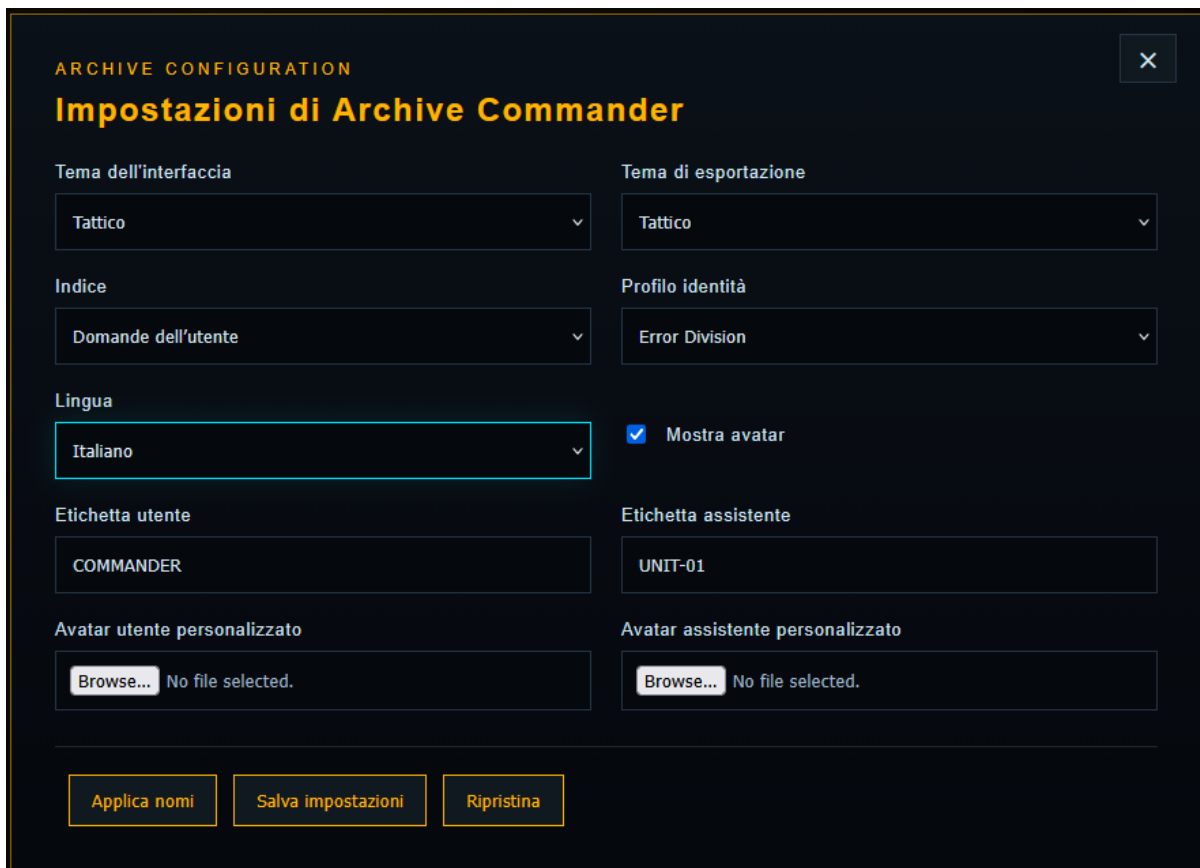 ARCHIVE CONFIGURATION
Impostazioni di Archive Commander
Tema dell'interfaccia
Tema di esportazione
Tattico
Tattico
Indice
Profilo identità
Domande dell’utente
Error Division
Lingua
Italiano
Mostra avatar
Etichetta utente
Etichetta assistente
COMMANDER
UNIT-01
Avatar utente personalizzato
Avatar assistente personalizzato
Browse... No file selected.
Browse... No file selected.
Applica nomi
Salva impostazioni
Ripristina